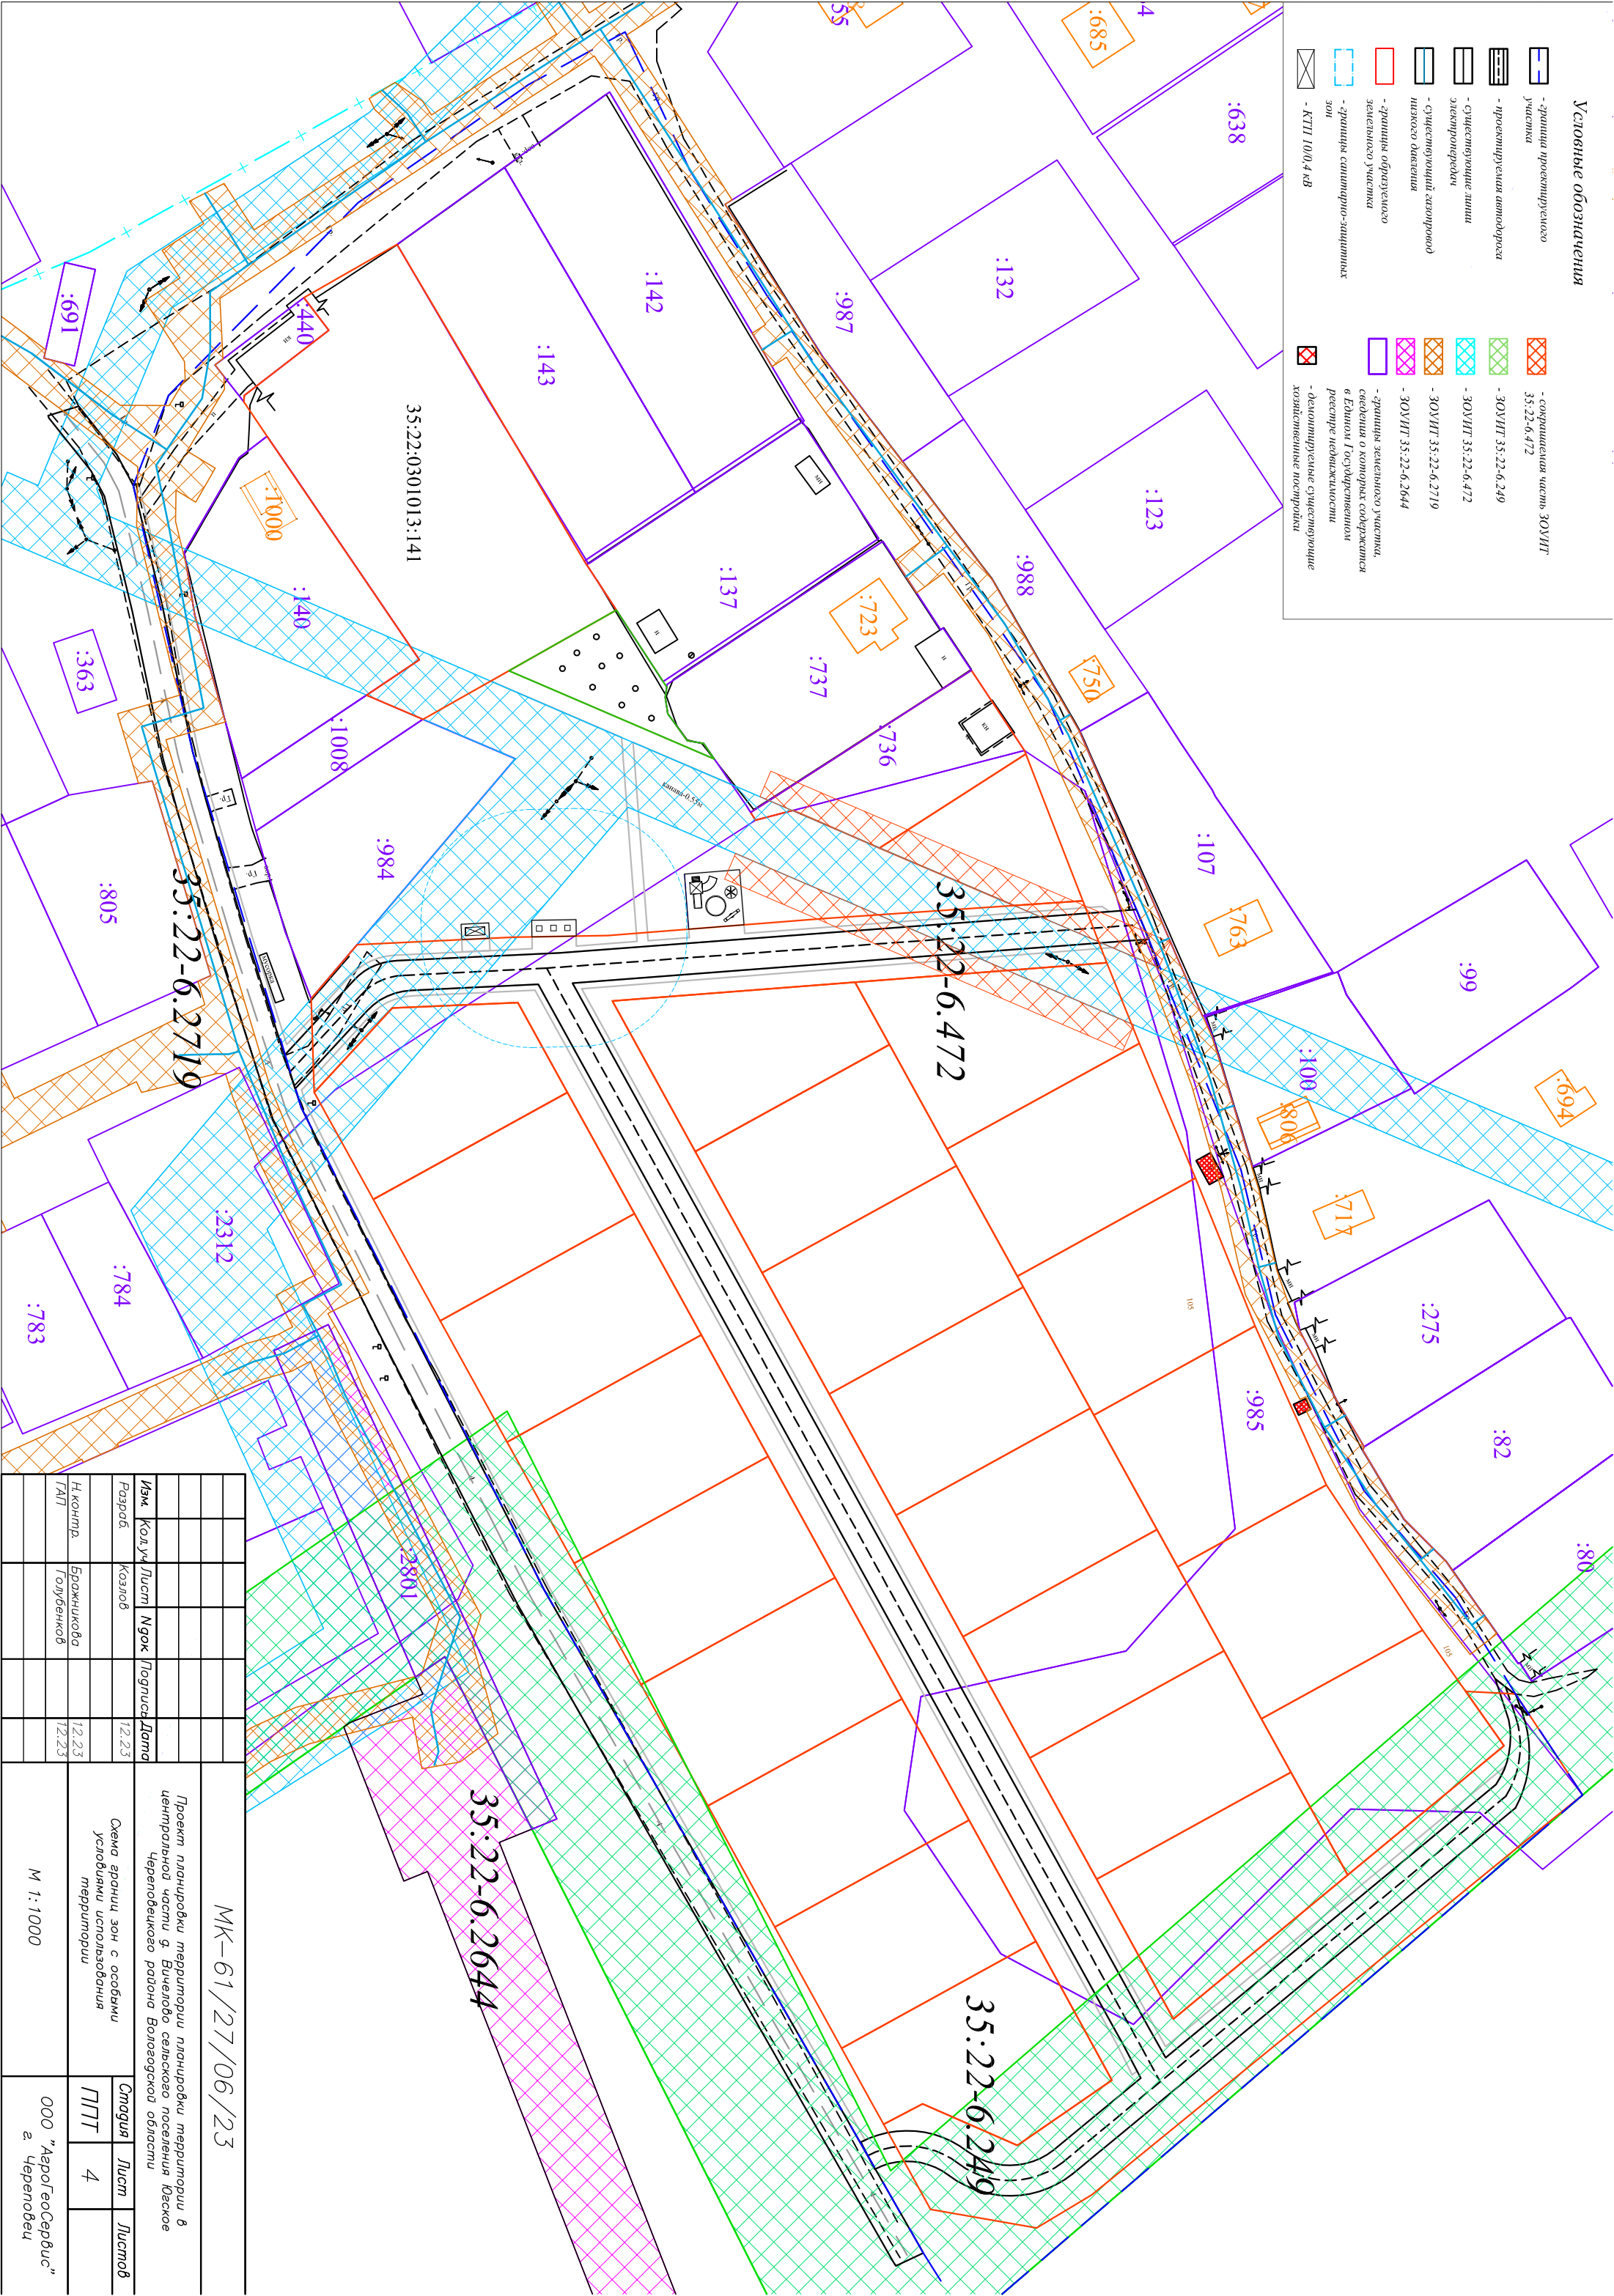 Условные обозначения
- граница проектируемого
участка
- проектируемая автодорога
- существующие линии
электропередач
- существующий газопровод
низкого давления
- границы образуемого
земельного участка
- границы санитарно-защитных
зон
- КТП 10/0,4 кВ
- сокращаемая часть ЗОУИТ
35:22-6.472
- ЗОУИТ 35:22-6.249
- ЗОУИТ 35:22-6.472
- ЗОУИТ 35:22-6.2719
- ЗОУИТ 35:22-6.2644
- границы земельного участка,
сведения о которых содержатся
в Едином Государственном
реестре недвижимости
- демонтируемые существующие
хозяйственные постройки
:685
:638
:132
:987
:142
:143
:123
:988
:137
:723
:737
:736
:750
:691
:440
35:22:0301013:141
:1000
:140
:363
:1008
:984
:805
канава-0.55м
:107
:763
:99
:100
:694
:806
:717
:275
:82
:80
:985
105
105
:2312
:784
:783
:2801
35:22-6.2719
35:22-6.472
35:22-6.2644
35:22-6.249
МК-61/27/06/23
Проект планировки территории планировки территории в
центральной части д. Вичелово сельского поселения Югское
Череповецкого района Вологодской области
Изм. Кол.уч Лист Nдок Подпись Дата
Разраб. Козлов 12.23
Н.контр. Бражникова 12.23
ГАП Голубенков 12.23
Схема границ зон с особыми
условиями использования
территории
Стадия Лист Листов
ППТ 4
М 1:1000
ООО "АгроГеоСервис"
г. Череповец